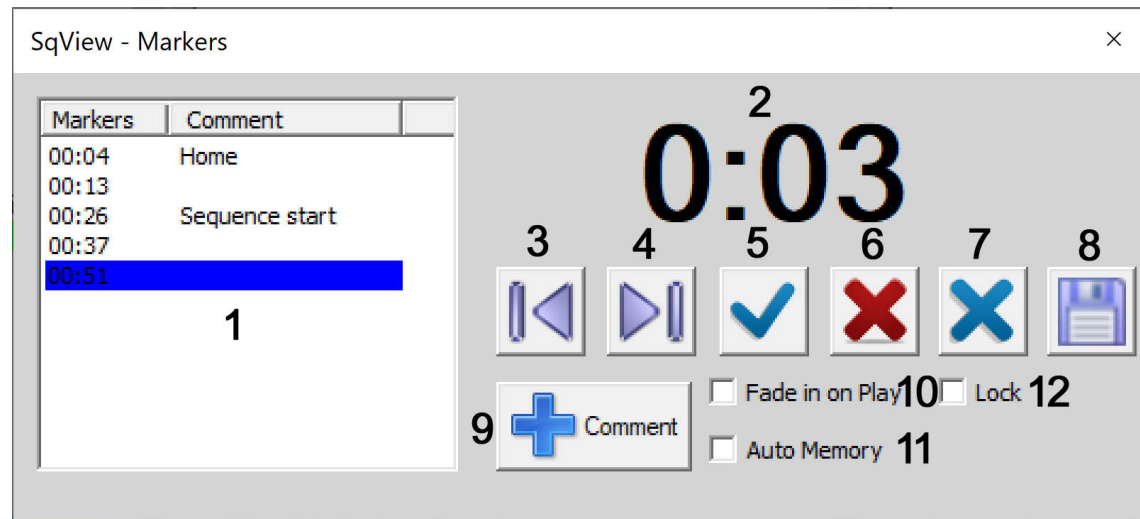 SqView - Markers
Markers Comment
00:04 Home
00:13
00:26 Sequence start
00:37
00:51
1
2
0:03
3 4 5 6 7 8
9 Comment
Fade in on Play 10 Lock 12
Auto Memory 11